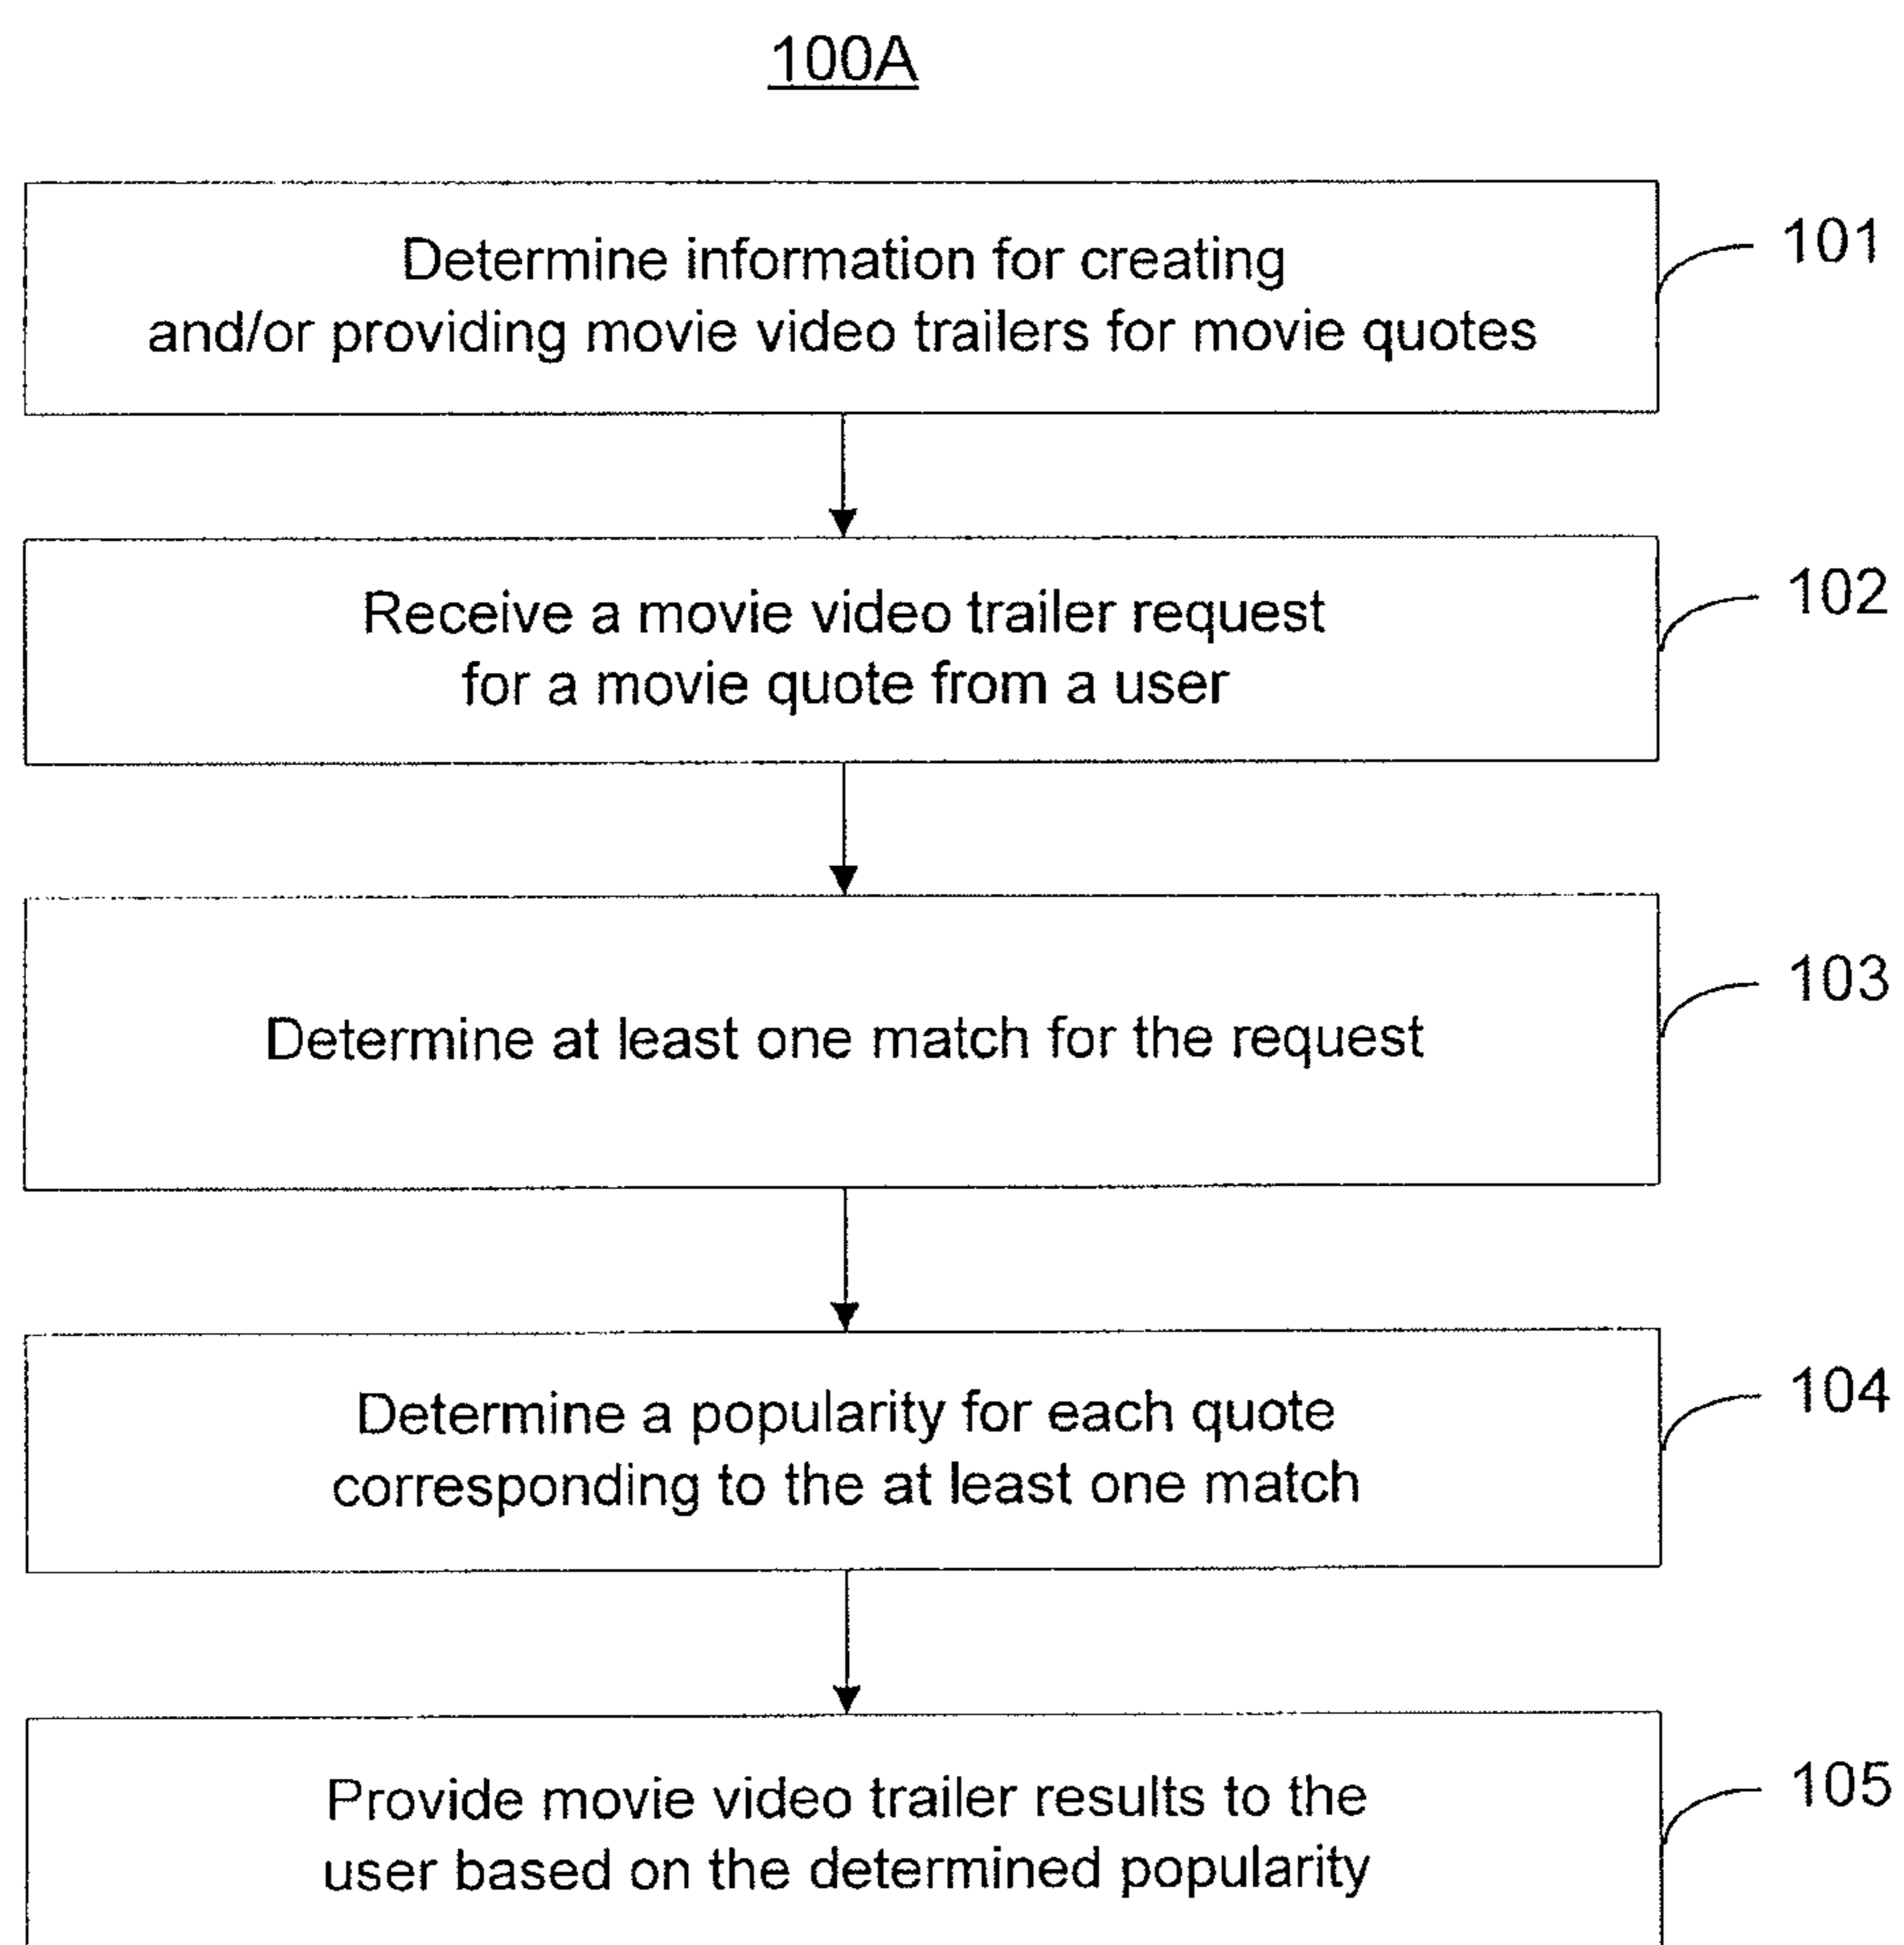 100A
Determine information for creating
and/or providing movie video trailers for movie quotes
101
Receive a movie video trailer request
for a movie quote from a user
102
Determine at least one match for the request
103
Determine a popularity for each quote
corresponding to the at least one match
104
Provide movie video trailer results to the
user based on the determined popularity
105